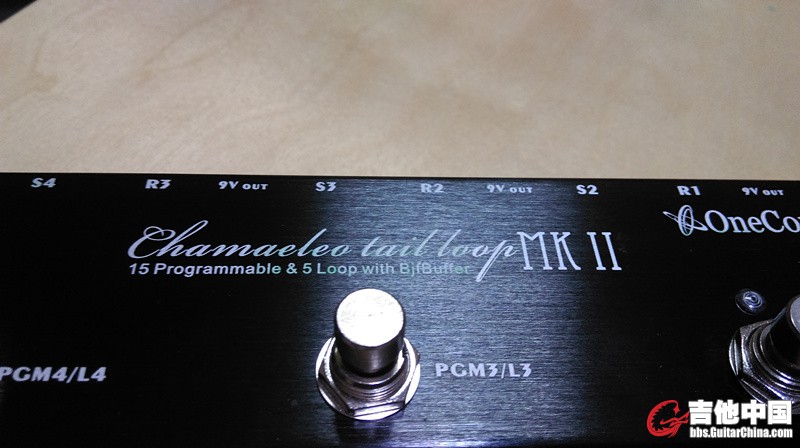 S4 R3 9V OUT S3 R2 9V OUT S2 R1 9V OUT
OneCo
Chamaeleo tail loop MK II
15 Programmable & 5 Loop with BjfBuffer
PGM4/L4 PGM3/L3
吉他中国
bbs.GuitarChina.com